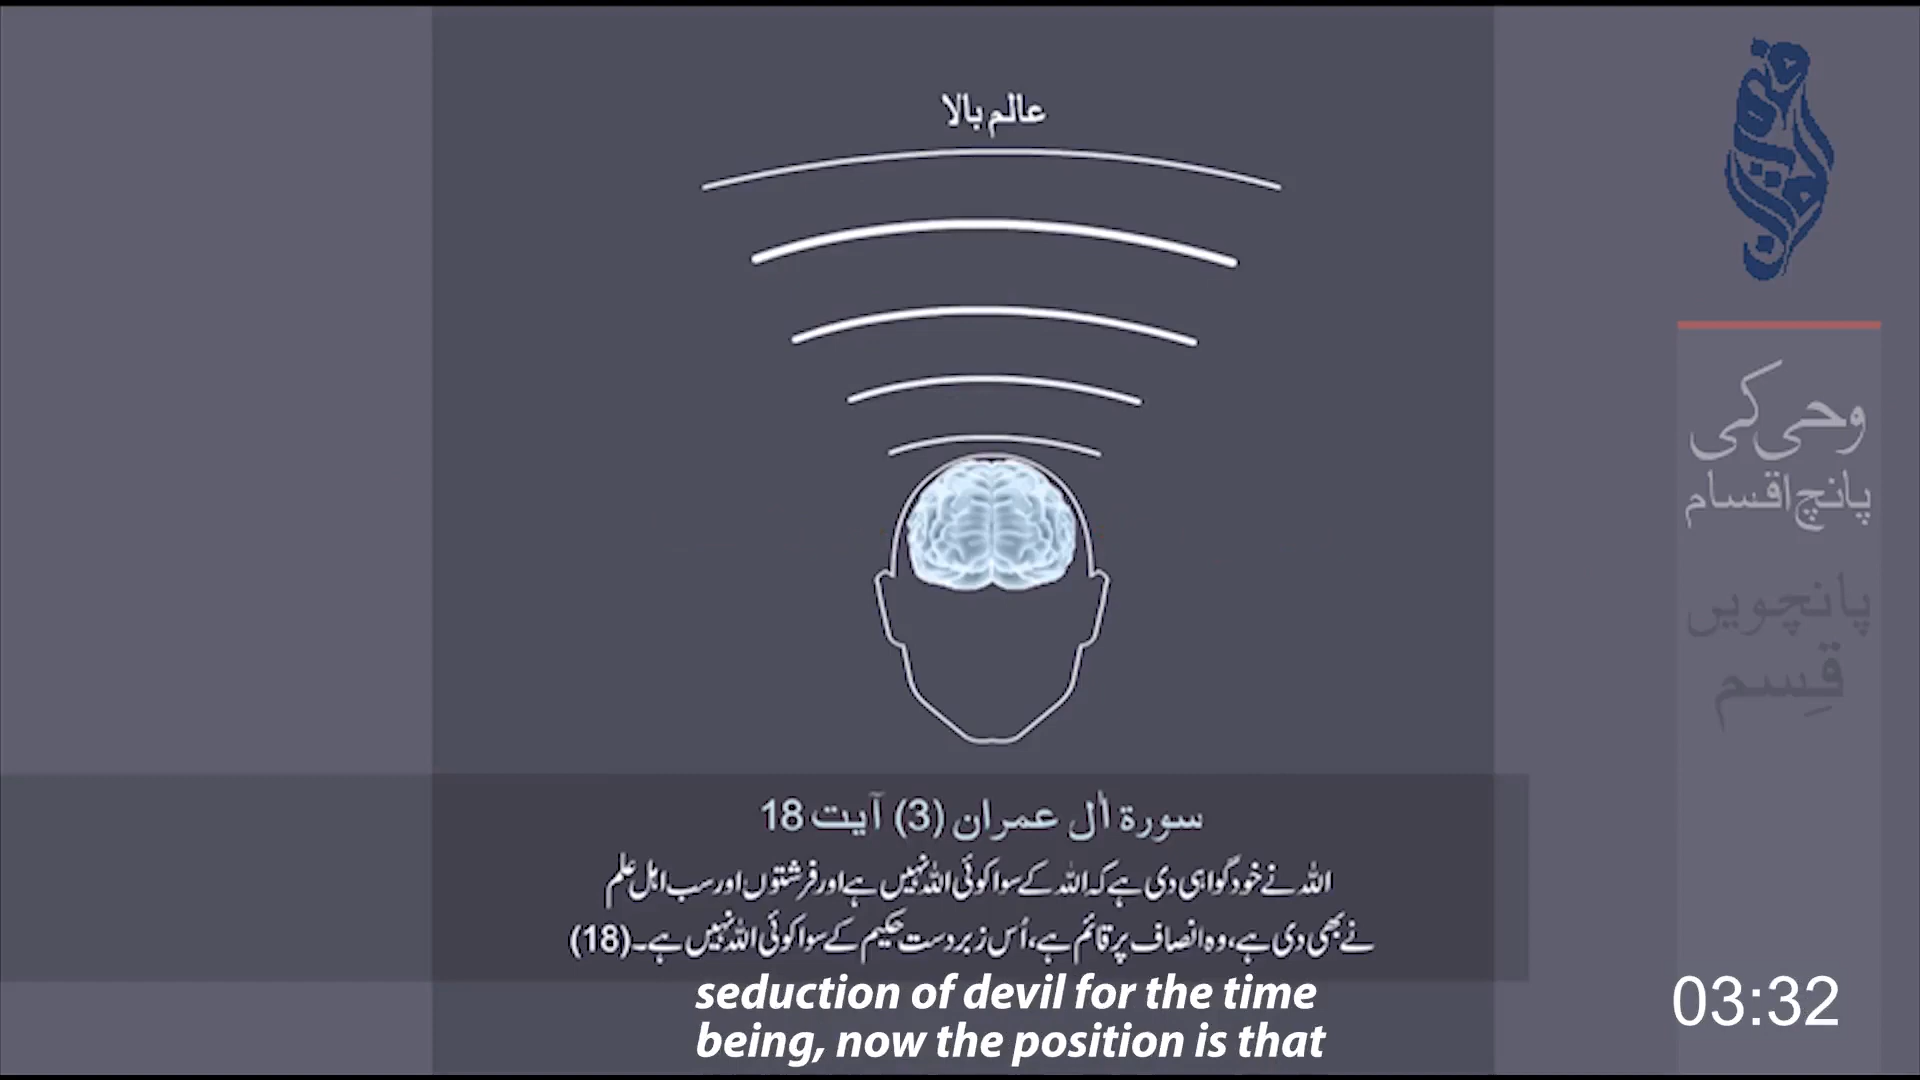 عالم بالا
وحی کی
پانچ اقسام
پانچویں
قِسم
سورۃ اٰل عمران (3) آیت 18
اللہ نے خود گواہی دی ہے کہ اللہ کے سوا کوئی الٰہ نہیں ہے اور فرشتوں اور سب اہل علم
نے بھی دی ہے، وہ انصاف پر قائم ہے، اُس زبردست حکیم کے سوا کوئی الٰہ نہیں ہے۔ (18)
seduction of devil for the time
being, now the position is that
03:32